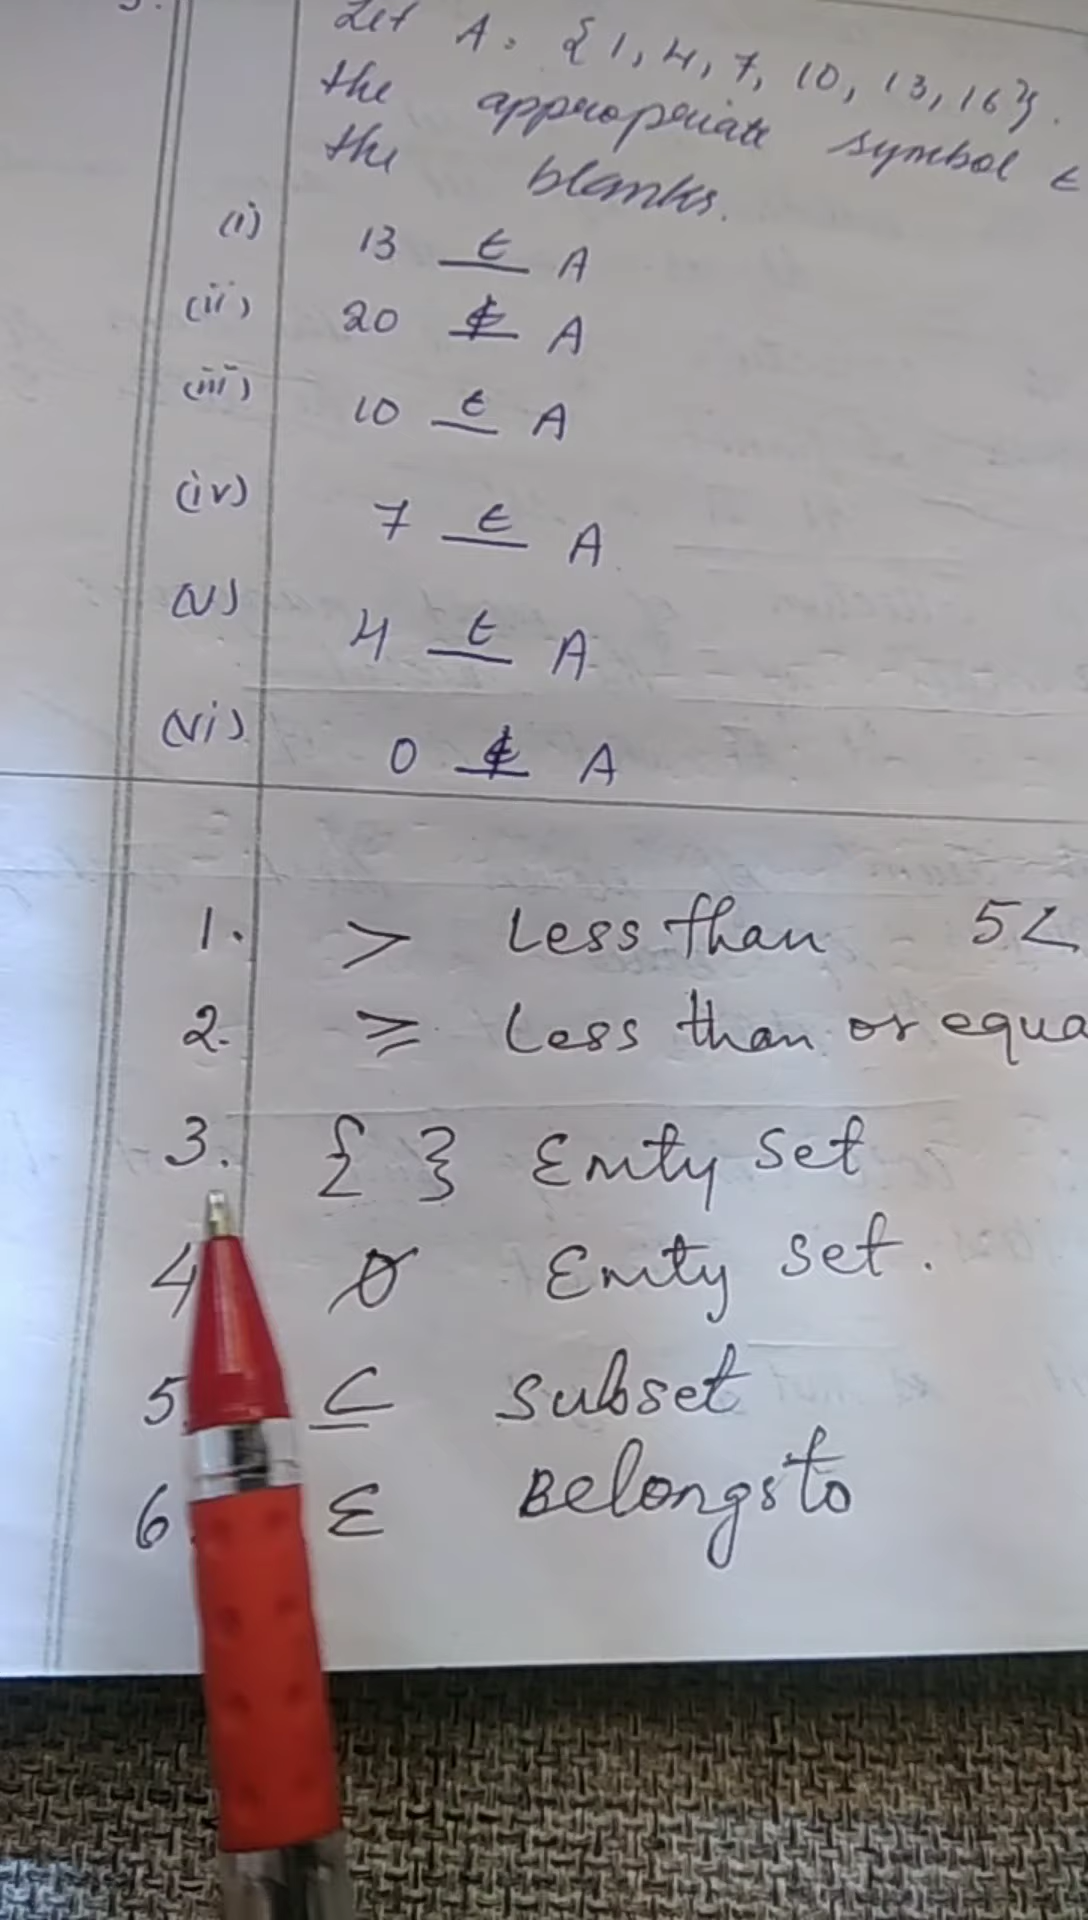 Let A = {1, 4, 7, 10, 13, 16}.
the appropriate symbol ∈
the blanks.
(i) 13 ∈ A
(ii) 20 ∉ A
(iii) 10 ∈ A
(iv) 7 ∈ A
(v) 4 ∈ A
(vi) 0 ∉ A
1. > Less than 5<
2. ≥ Less than or equa
3. { } Emty Set
4 Ø Emty Set.
5. ⊆ Subset
6. ∈ Belongs to